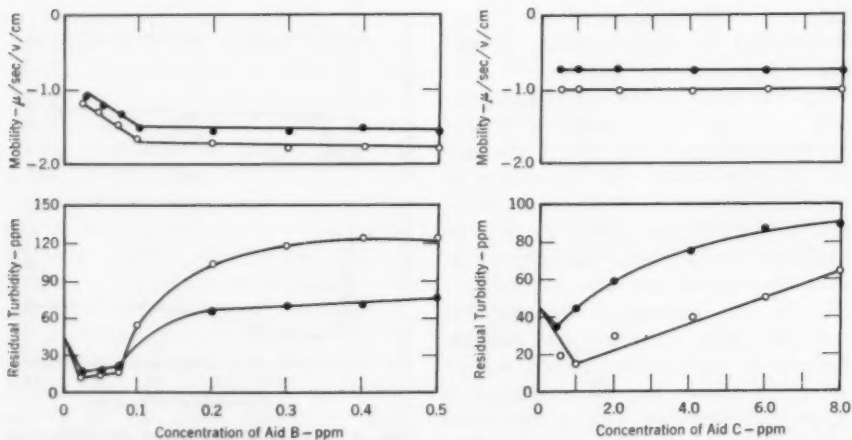 0
−1.0
−2.0
Mobility – μ/sec/v/cm
150
120
90
60
30
0
Residual Turbidity – ppm
0 0.1 0.2 0.3 0.4 0.5
Concentration of Aid B – ppm
0
−1.0
−2.0
Mobility – μ/sec/v/cm
100
80
60
40
20
0
Residual Turbidity – ppm
0 2.0 4.0 6.0 8.0
Concentration of Aid C – ppm